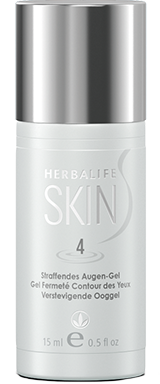 HERBALIFE
SKIN
4
Straffendes Augen-Gel
Gel Fermeté Contour des Yeux
Verstevigende Ooggel
15 ml e 0.5 fl oz